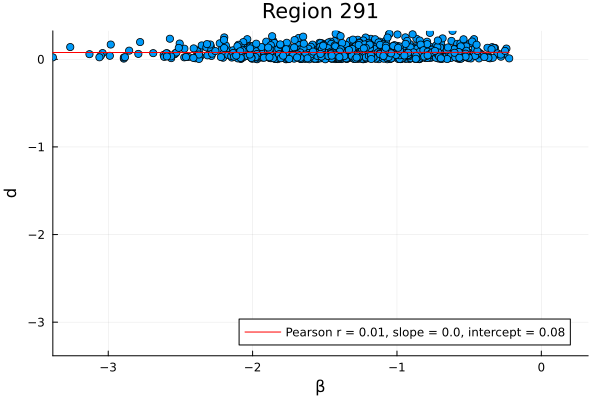 Region 291
d
0
−1
−2
−3
Pearson r = 0.01, slope = 0.0, intercept = 0.08
−3 −2 −1 0
β